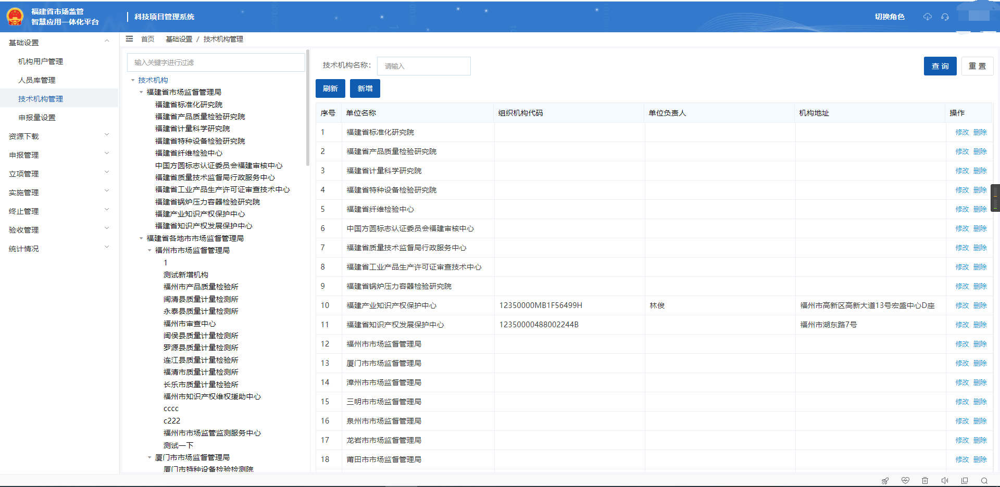 福建省市场监管
智慧应用一体化平台
科技项目管理系统
切换角色
基础设置
机构用户管理
人员库管理
技术机构管理
申报量设置
资源下载
申报管理
立项管理
实施管理
终止管理
验收管理
统计情况
首页 基础设置 / 技术机构管理
输入关键字进行过滤
技术机构
福建省市场监督管理局
福建省标准化研究院
福建省产品质量检验研究院
福建省计量科学研究院
福建省特种设备检验研究院
福建省纤维检验中心
中国方圆标志认证委员会福建审核中心
福建省质量技术监督局行政服务中心
福建省工业产品生产许可证审查技术中心
福建省锅炉压力容器检验研究院
福建产业知识产权保护中心
福建省知识产权发展保护中心
福建省各地市市场监督管理局
福州市市场监督管理局
1
测试新增机构
福州市产品质量检验所
闽清县质量计量检测所
永泰县质量计量检测所
福州市审查中心
闽侯县质量计量检测所
罗源县质量计量检测所
连江县质量计量检验所
福清市质量计量检测所
长乐市质量计量检验所
福州市知识产权维权援助中心
cccc
c222
福州市市场监管监测服务中心
测试一下
厦门市市场监督管理局
厦门市特种设备检验检测院
技术机构名称： 请输入 查 询 重 置
刷新 新增
序号 单位名称 组织机构代码 单位负责人 机构地址 操作
1 福建省标准化研究院 修改 删除
2 福建省产品质量检验研究院 修改 删除
3 福建省计量科学研究院 修改 删除
4 福建省特种设备检验研究院 修改 删除
5 福建省纤维检验中心 修改 删除
6 中国方圆标志认证委员会福建审核中心 修改 删除
7 福建省质量技术监督局行政服务中心 修改 删除
8 福建省工业产品生产许可证审查技术中心 修改 删除
9 福建省锅炉压力容器检验研究院 修改 删除
10 福建产业知识产权保护中心 12350000MB1F56499H 林俊 福州市高新区高新大道13号宏盛中心D座 修改 删除
11 福建省知识产权发展保护中心 12350000488002244B 福州市湖东路7号 修改 删除
12 福州市市场监督管理局 修改 删除
13 厦门市市场监督管理局 修改 删除
14 漳州市市场监督管理局 修改 删除
15 三明市市场监督管理局 修改 删除
16 泉州市市场监督管理局 修改 删除
17 龙岩市市场监督管理局 修改 删除
18 莆田市市场监督管理局 修改 删除